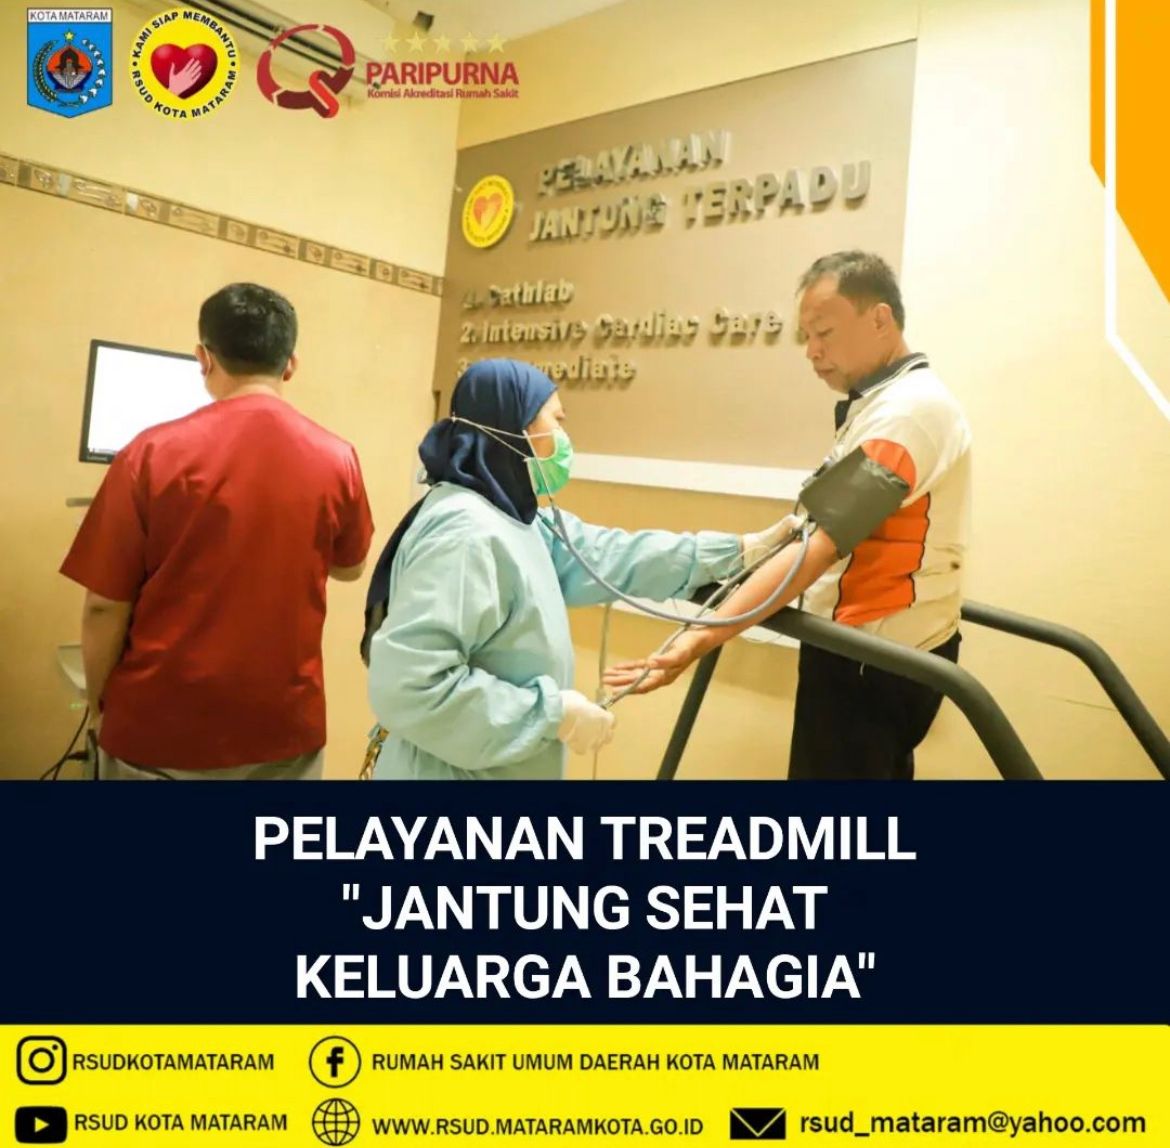 KOTA MATARAM
KAMI SIAP MEMBANTU
RSUD KOTA MATARAM
PARIPURNA
Komisi Akreditasi Rumah Sakit
PELAYANAN
JANTUNG TERPADU
1. Cathlab
2. Intensive Cardiac Care
PELAYANAN TREADMILL
"JANTUNG SEHAT
KELUARGA BAHAGIA"
RSUDKOTAMATARAM
RUMAH SAKIT UMUM DAERAH KOTA MATARAM
RSUD KOTA MATARAM
WWW.RSUD.MATARAMKOTA.GO.ID
rsud_mataram@yahoo.com